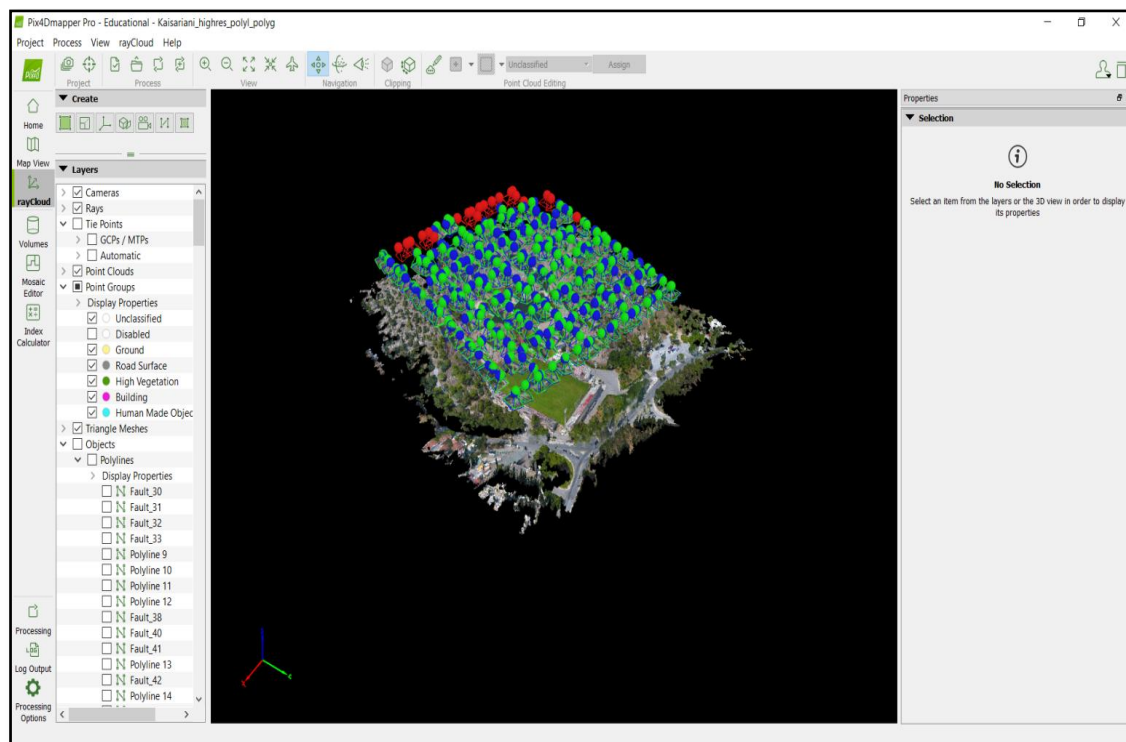 Pix4Dmapper Pro - Educational - Kaisariani_highres_polyl_polyg
Project Process View rayCloud Help
Unclassified Assign
Project Process View Navigation Clipping Point Cloud Editing
Home
Map View
rayCloud
Volumes
Mosaic
Editor
Index
Calculator
Processing
Log Output
Processing
Options
Create
Layers
Cameras
Rays
Tie Points
GCPs / MTPs
Automatic
Point Clouds
Point Groups
Display Properties
Unclassified
Disabled
Ground
Road Surface
High Vegetation
Building
Human Made Objec
Triangle Meshes
Objects
Polylines
Display Properties
Fault_30
Fault_31
Fault_32
Fault_33
Polyline 9
Polyline 10
Polyline 11
Polyline 12
Fault_38
Fault_40
Fault_41
Polyline 13
Fault_42
Polyline 14
Properties
Selection
No Selection
Select an item from the layers or the 3D view in order to display
its properties